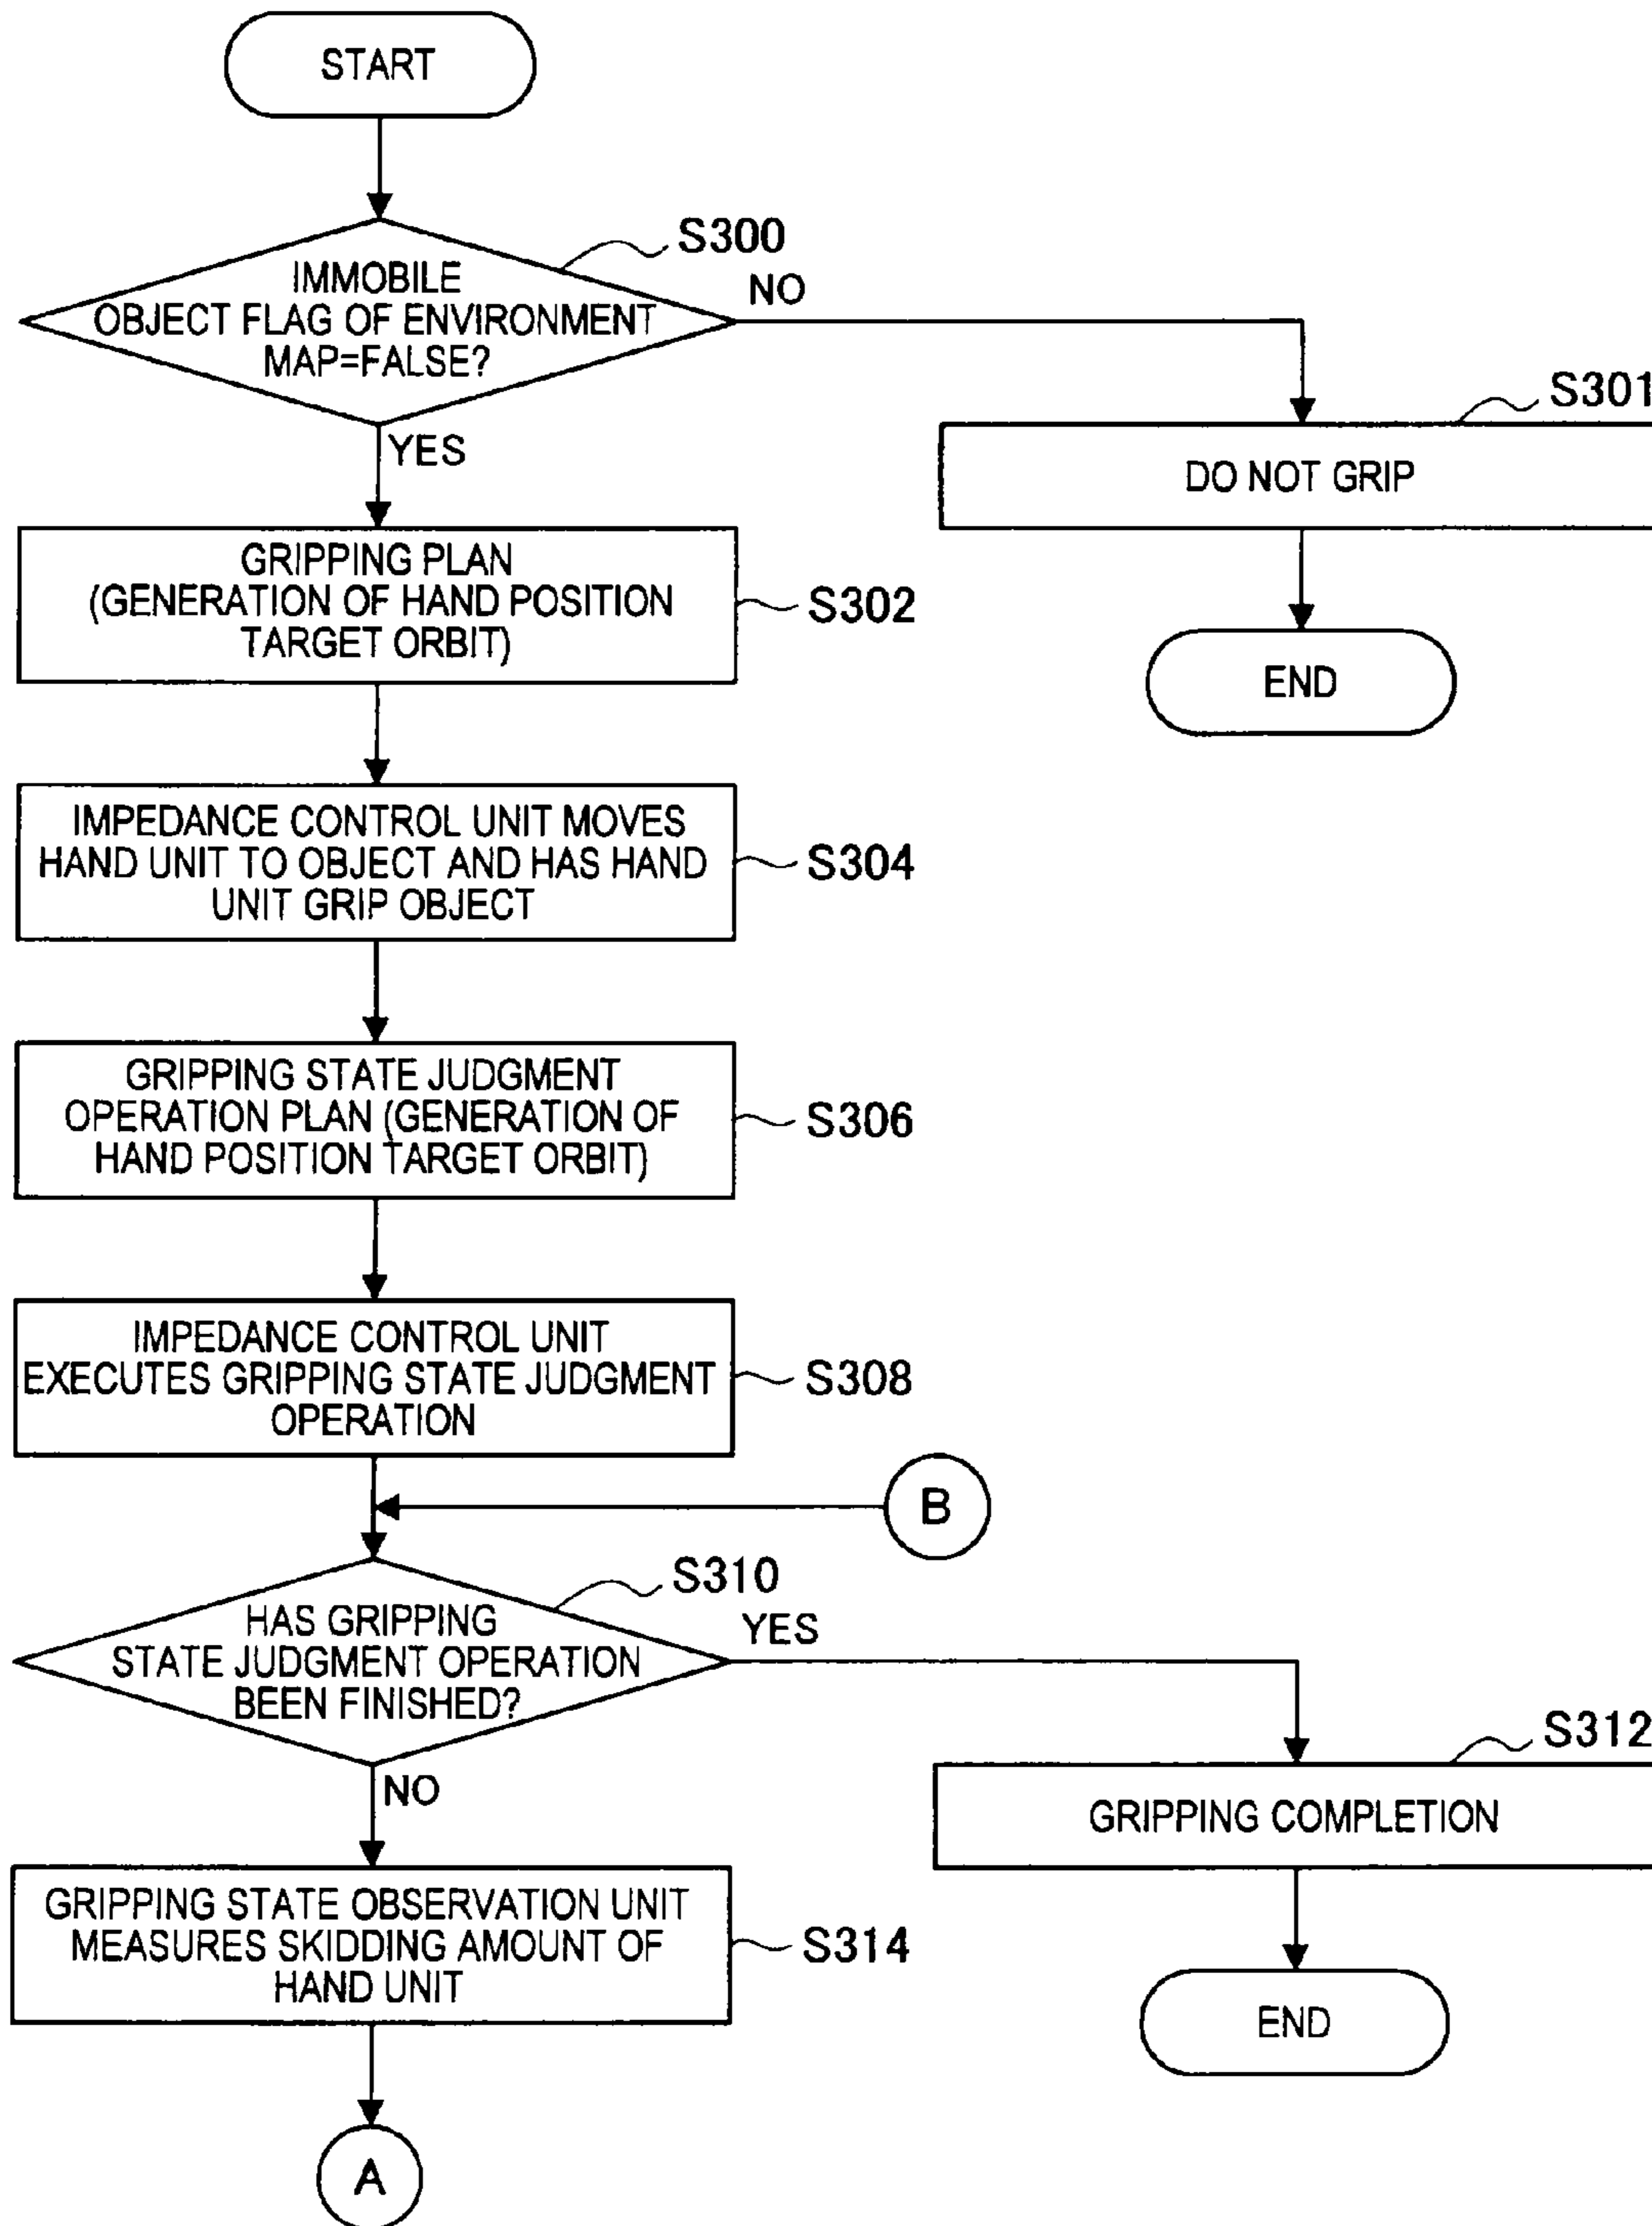 START
S300
IMMOBILE
OBJECT FLAG OF ENVIRONMENT
MAP=FALSE?
NO
YES
S301
DO NOT GRIP
END
GRIPPING PLAN
(GENERATION OF HAND POSITION
TARGET ORBIT)
S302
IMPEDANCE CONTROL UNIT MOVES
HAND UNIT TO OBJECT AND HAS HAND
UNIT GRIP OBJECT
S304
GRIPPING STATE JUDGMENT
OPERATION PLAN (GENERATION OF
HAND POSITION TARGET ORBIT)
S306
IMPEDANCE CONTROL UNIT
EXECUTES GRIPPING STATE JUDGMENT
OPERATION
S308
B
S310
HAS GRIPPING
STATE JUDGMENT OPERATION
BEEN FINISHED?
YES
NO
S312
GRIPPING COMPLETION
END
GRIPPING STATE OBSERVATION UNIT
MEASURES SKIDDING AMOUNT OF
HAND UNIT
S314
A